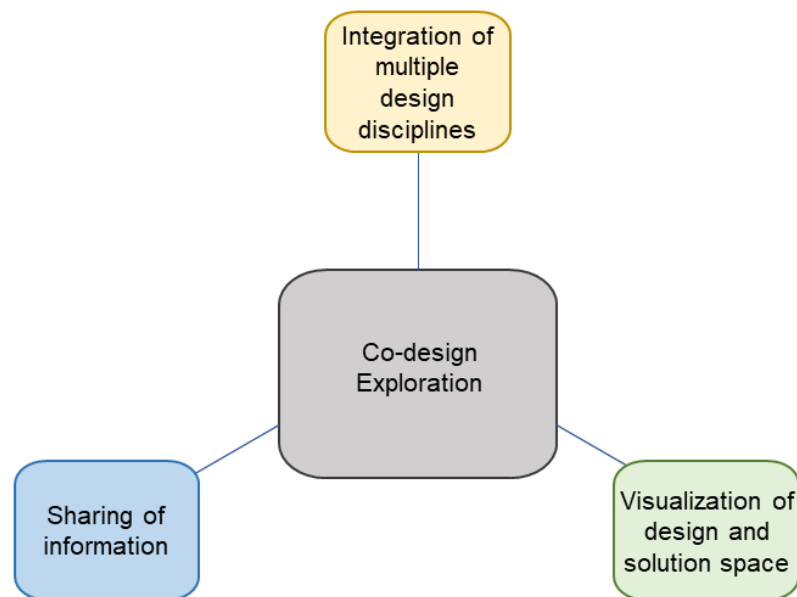 Integration of
multiple
design
disciplines
Co-design
Exploration
Sharing of
information
Visualization of
design and
solution space